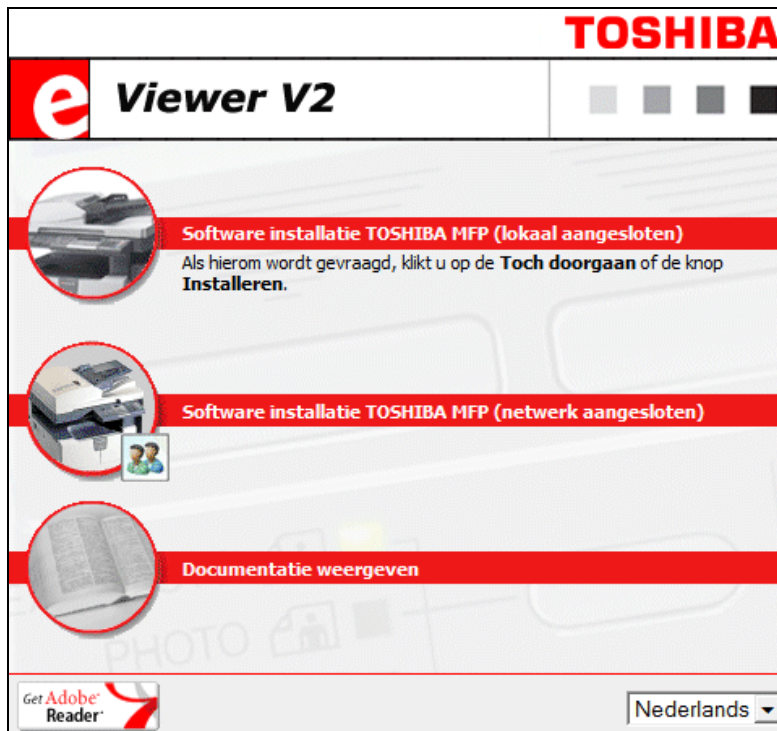 TOSHIBA
e Viewer V2
Software installatie TOSHIBA MFP (lokaal aangesloten)
Als hierom wordt gevraagd, klikt u op de Toch doorgaan of de knop
Installeren.
Software installatie TOSHIBA MFP (netwerk aangesloten)
Documentatie weergeven
PHOTO
Get Adobe
Reader
Nederlands